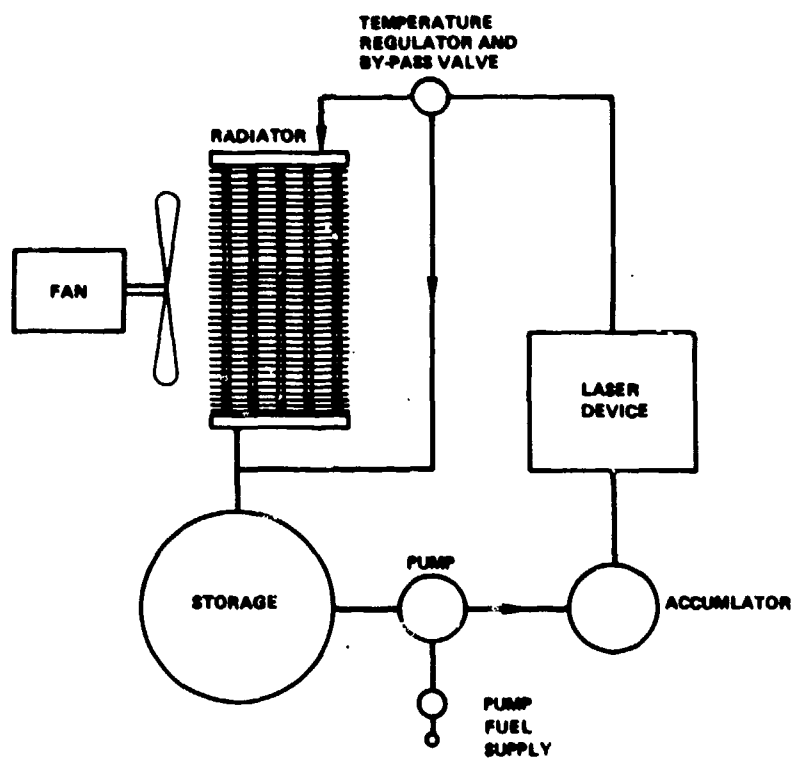 TEMPERATURE
REGULATOR AND
BY-PASS VALVE
RADIATOR
FAN
LASER
DEVICE
PUMP
STORAGE
ACCUMLATOR
PUMP
FUEL
SUPPLY